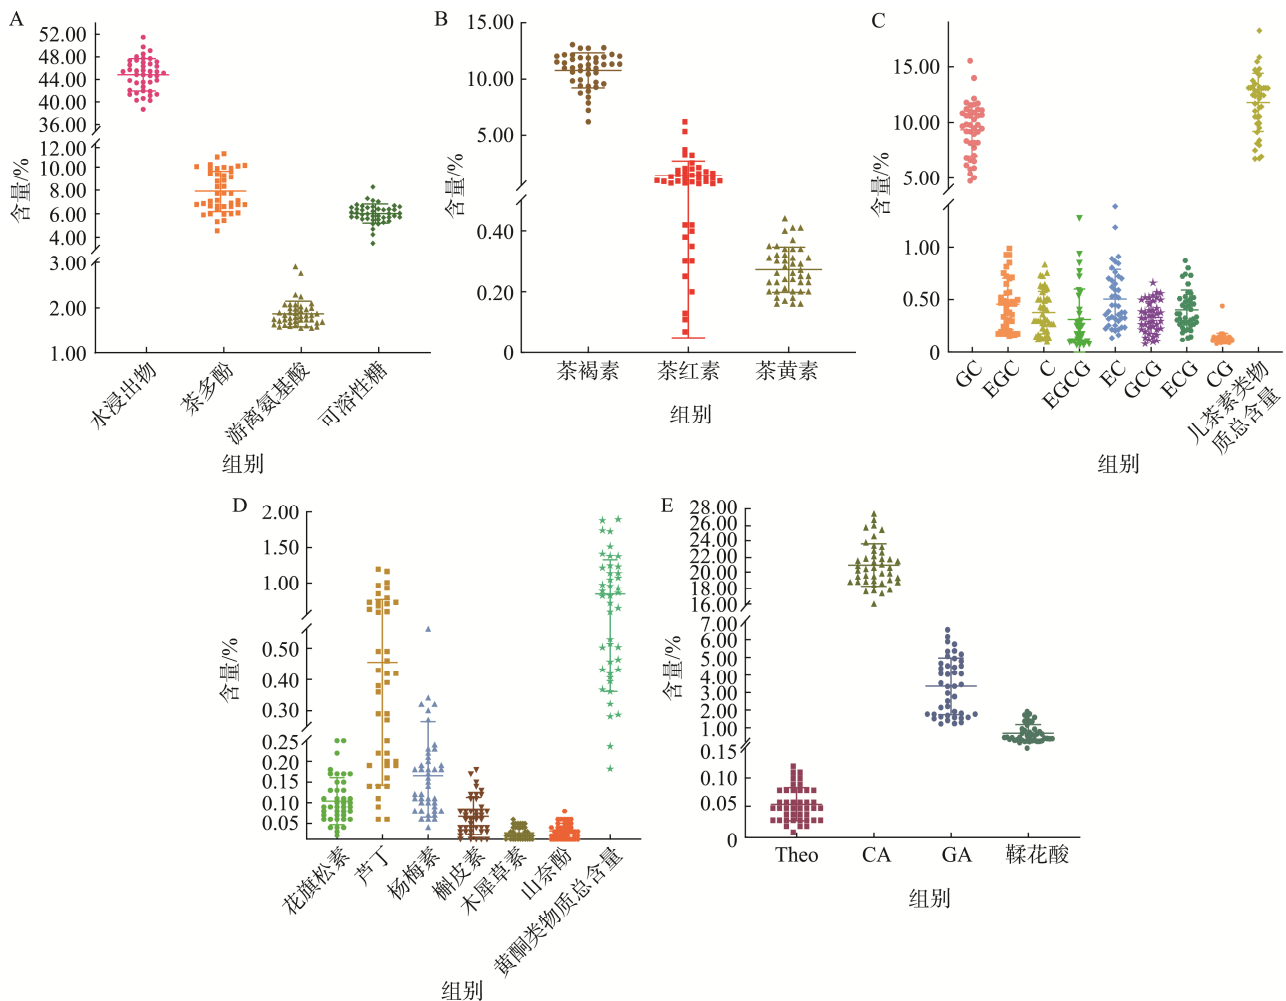 A
含量/%
52.00
48.00
44.00
40.00
36.00
12.00
10.00
8.00
6.00
4.00
3.00
2.00
1.00
水浸出物
茶多酚
游离氨基酸
可溶性糖
组别
B
含量/%
15.00
10.00
5.00
0.40
0.20
0
茶褐素
茶红素
茶黄素
组别
C
含量/%
15.00
10.00
5.00
1.00
0.50
0
GC
EGC
C
EGCG
EC
GCG
ECG
CG
儿茶素类物
质总含量
组别
D
含量/%
2.00
1.50
1.00
0.50
0.40
0.30
0.25
0.20
0.15
0.10
0.05
花旗松素
芦丁
杨梅素
槲皮素
木犀草素
山奈酚
黄酮类物质总含量
组别
E
含量/%
28.00
26.00
24.00
22.00
20.00
18.00
16.00
7.00
6.00
5.00
4.00
3.00
2.00
1.00
0.15
0.10
0.05
0
Theo
CA
GA
鞣花酸
组别